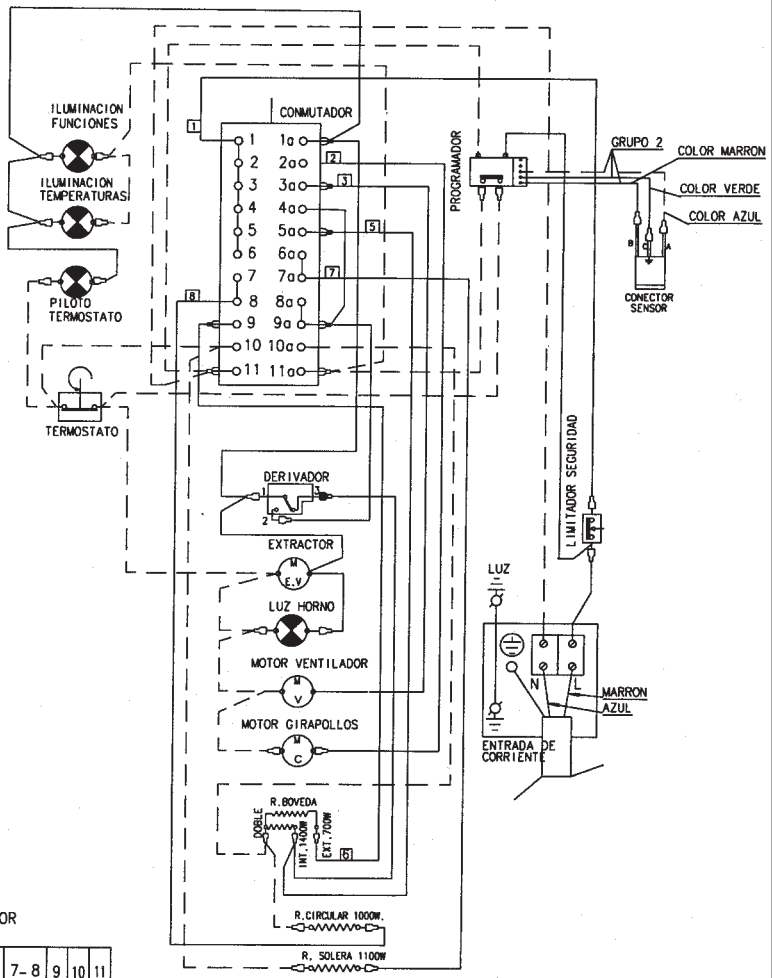 ILUMINACION
FUNCIONES
ILUMINACION
TEMPERATURAS
PILOTO
TERMOSTATO
TERMOSTATO
CONMUTADOR
1
1 1a
2 2a 2
3 3a 3
4 4a
5 5a 5
6 6a
7 7a 7
8 8 8a
9 9a
10 10a
11 11a
PROGRAMADOR
GRUPO 2
COLOR MARRON
COLOR VERDE
COLOR AZUL
B C A
CONECTOR
SENSOR
LIMITADOR SEGURIDAD
DERIVADOR
1 3
2
EXTRACTOR
M
E.V
LUZ HORNO
MOTOR VENTILADOR
M
V
MOTOR GIRAPOLLOS
M
C
LUZ
N L
MARRON
AZUL
ENTRADA DE
CORRIENTE
R.BOVEDA
DOBLE
INT.1400W
EXT.700W
6
R.CIRCULAR 1000W.
R. SOLERA 1100W
OR
7-8 9 10 11